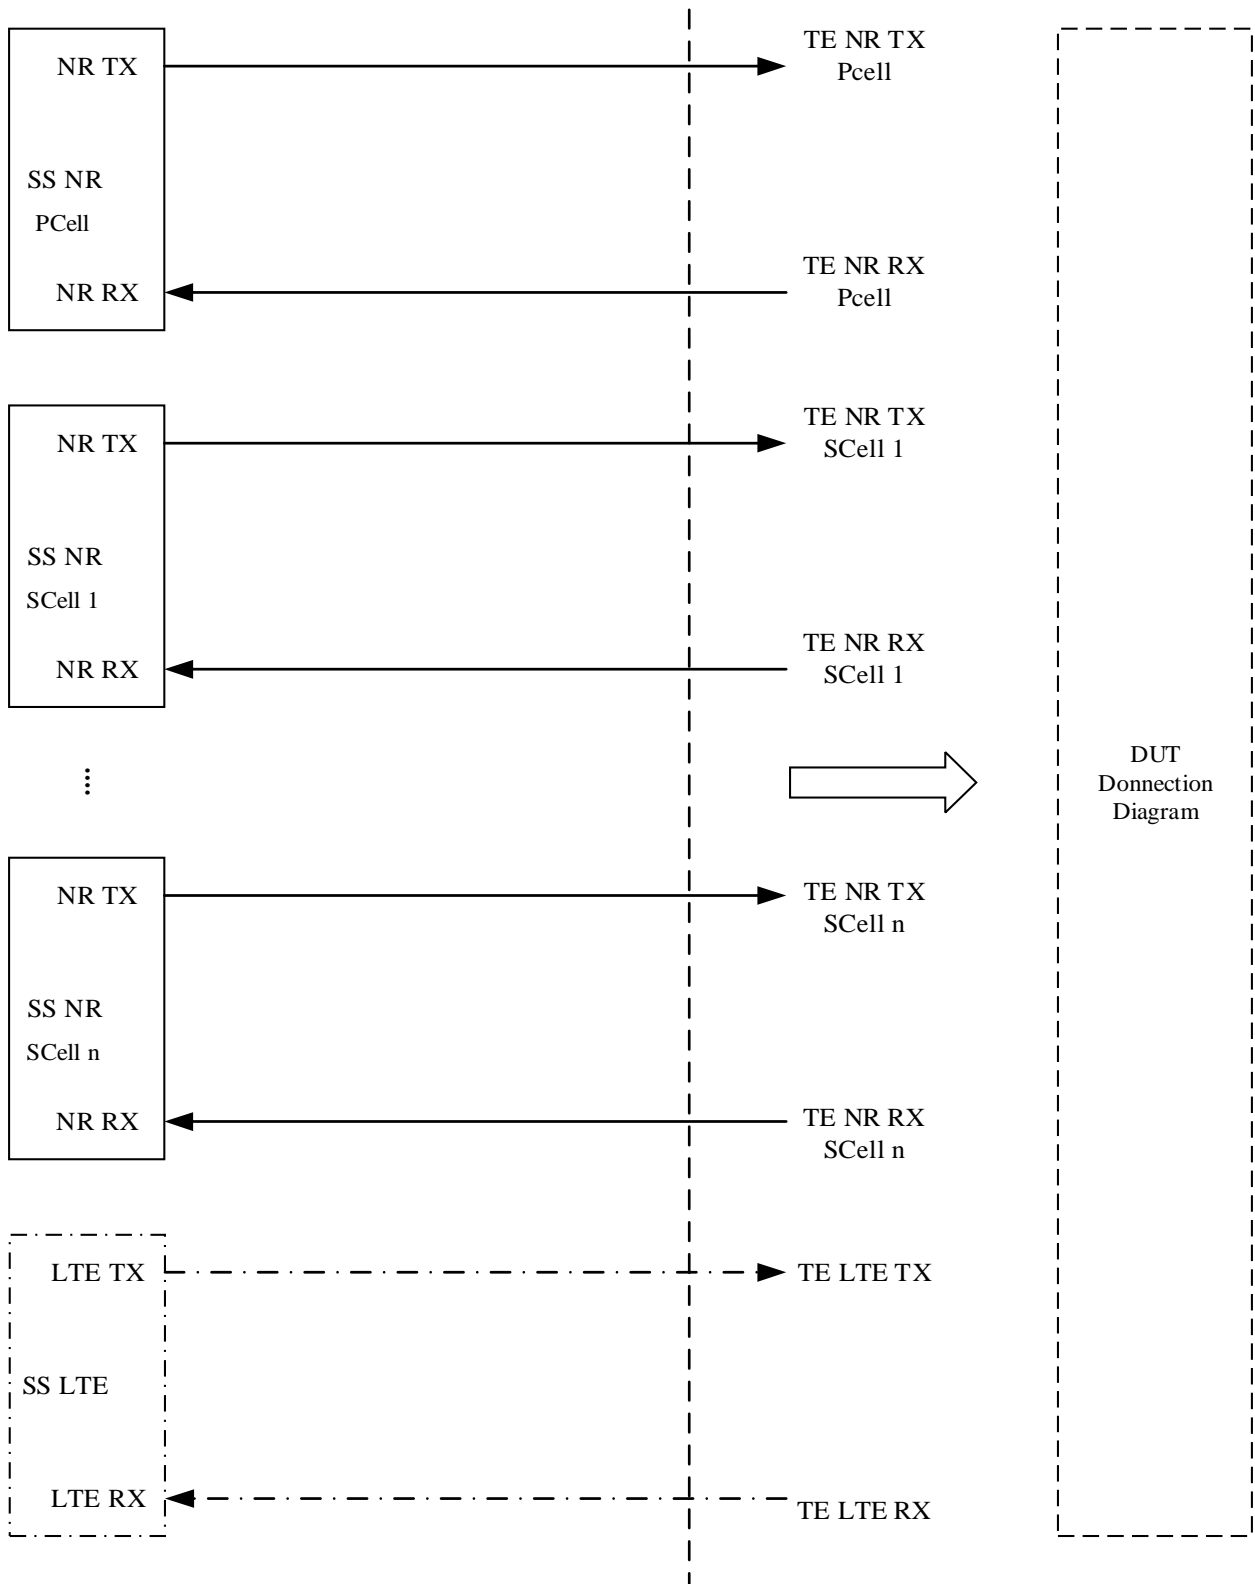 NR TX
SS NR
PCell
NR RX
TE NR TX
Pcell
TE NR RX
Pcell
NR TX
SS NR
SCell 1
NR RX
TE NR TX
SCell 1
TE NR RX
SCell 1
DUT
Donnection
Diagram
NR TX
SS NR
SCell n
NR RX
TE NR TX
SCell n
TE NR RX
SCell n
LTE TX
SS LTE
LTE RX
TE LTE TX
TE LTE RX